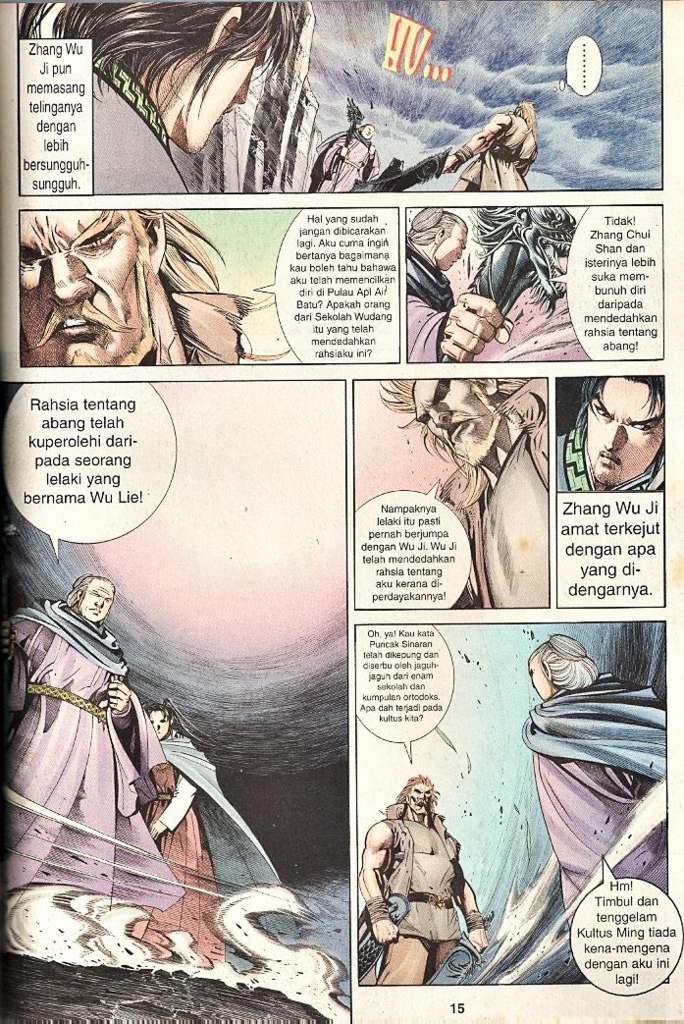 Zhang Wu
Ji pun
memasang
telinganya
dengan
lebih
bersungguh-
sungguh.
Hal yang sudah
jangan dibicarakan
lagi. Aku cuma ingin
bertanya bagaimana
kau boleh tahu bahawa
aku telah memencilkan
diri di Pulau Api Air
Batu? Apakah orang
dari Sekolah Wudang
itu yang telah
mendedahkan
rahsiaku ini?
Tidak!
Zhang Chui
Shan dan
isterinya lebih
suka mem-
bunuh diri
daripada
mendedahkan
rahsia tentang
abang!
Rahsia tentang
abang telah
kuperolehi dari-
pada seorang
lelaki yang
bernama Wu Lie!
Nampaknya
lelaki itu pasti
pernah berjumpa
dengan Wu Ji. Wu Ji
telah mendedahkan
rahsia tentang
aku kerana di-
perdayakannya!
Zhang Wu Ji
amat terkejut
dengan apa
yang di-
dengarnya.
Oh, ya! Kau kata
Puncak Sinaran
telah dikepung dan
diserbu oleh jaguh-
jaguh dari enam
sekolah dan
kumpulan ortodoks.
Apa dah terjadi pada
kultus kita?
Hm!
Timbul dan
tenggelam
Kultus Ming tiada
kena-mengena
dengan aku ini
lagi!
15